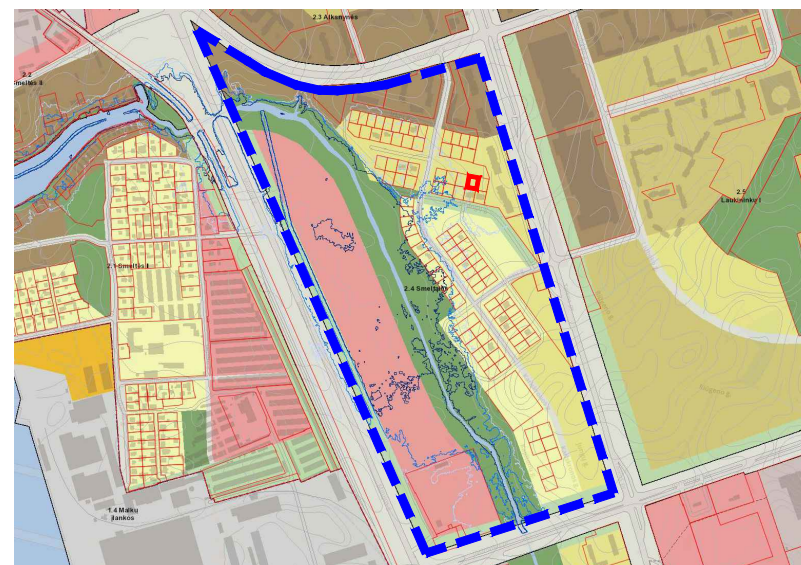 2.3 Alksnynės
2.2
Smeltės II
2.5
Laukininkų I
2.1 Smeltės I
2.4 Smeltalės
1.4 Malkų
įlankos